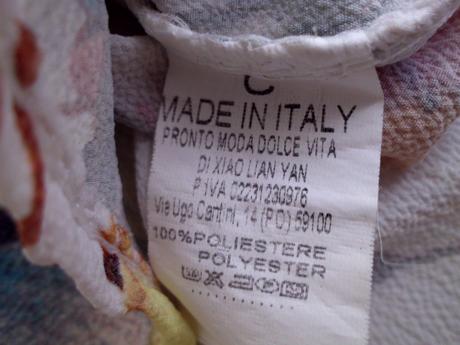 C
MADE IN ITALY
PRONTO MODA DOLCE VITA
DI XIAO LIAN YAN
P.IVA 02231230976
Via Ugo Cantini, 14 (PO) 59100
100%POLIESTERE
POLYESTER